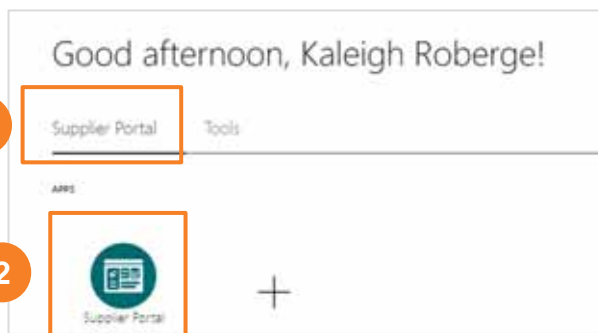 Good afternoon, Kaleigh Roberge!
Supplier Portal Tools
APPS
2
Supplier Portal